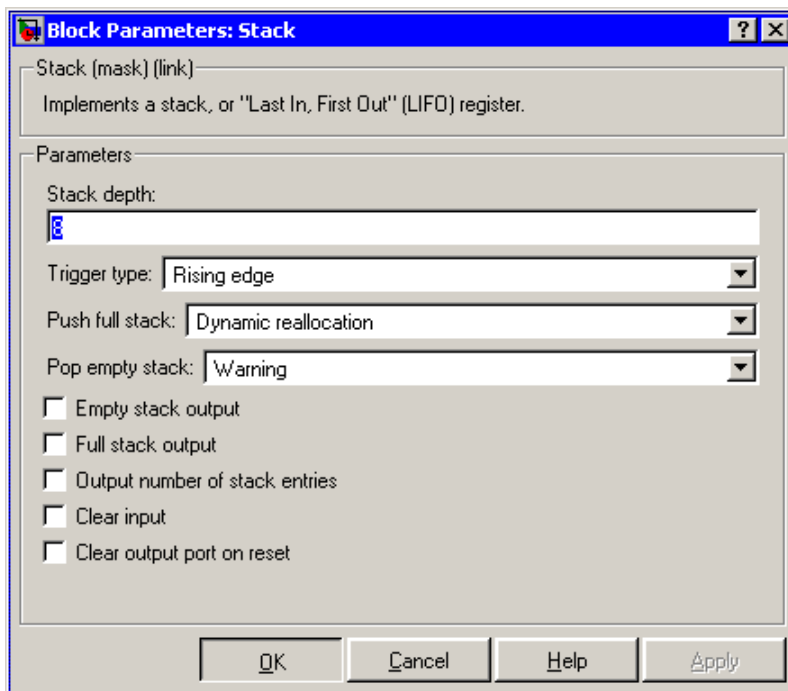 Block Parameters: Stack
Stack (mask) (link)
Implements a stack, or "Last In, First Out" (LIFO) register.
Parameters
Stack depth:
8
Trigger type: Rising edge
Push full stack: Dynamic reallocation
Pop empty stack: Warning
Empty stack output
Full stack output
Output number of stack entries
Clear input
Clear output port on reset
OK Cancel Help Apply